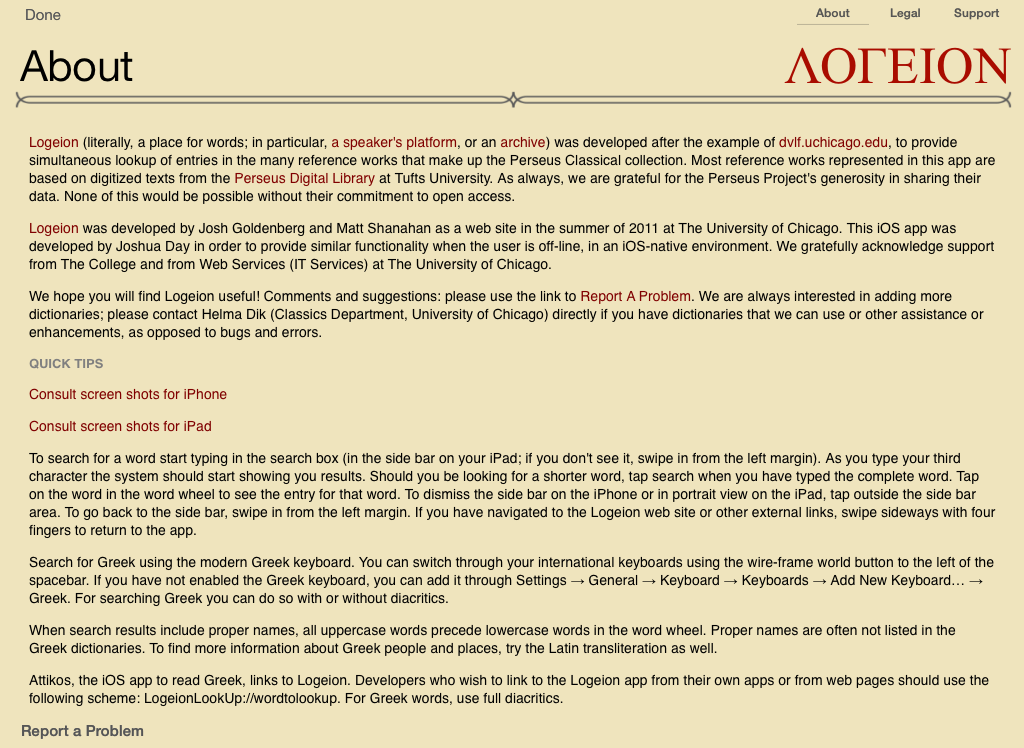 Done
About Legal Support
About
ΛΟΓΕΙΟΝ
Logeion (literally, a place for words; in particular, a speaker's platform, or an archive) was developed after the example of dvlf.uchicago.edu, to provide
simultaneous lookup of entries in the many reference works that make up the Perseus Classical collection. Most reference works represented in this app are
based on digitized texts from the Perseus Digital Library at Tufts University. As always, we are grateful for the Perseus Project's generosity in sharing their
data. None of this would be possible without their commitment to open access.
Logeion was developed by Josh Goldenberg and Matt Shanahan as a web site in the summer of 2011 at The University of Chicago. This iOS app was
developed by Joshua Day in order to provide similar functionality when the user is off-line, in an iOS-native environment. We gratefully acknowledge support
from The College and from Web Services (IT Services) at The University of Chicago.
We hope you will find Logeion useful! Comments and suggestions: please use the link to Report A Problem. We are always interested in adding more
dictionaries; please contact Helma Dik (Classics Department, University of Chicago) directly if you have dictionaries that we can use or other assistance or
enhancements, as opposed to bugs and errors.
QUICK TIPS
Consult screen shots for iPhone
Consult screen shots for iPad
To search for a word start typing in the search box (in the side bar on your iPad; if you don't see it, swipe in from the left margin). As you type your third
character the system should start showing you results. Should you be looking for a shorter word, tap search when you have typed the complete word. Tap
on the word in the word wheel to see the entry for that word. To dismiss the side bar on the iPhone or in portrait view on the iPad, tap outside the side bar
area. To go back to the side bar, swipe in from the left margin. If you have navigated to the Logeion web site or other external links, swipe sideways with four
fingers to return to the app.
Search for Greek using the modern Greek keyboard. You can switch through your international keyboards using the wire-frame world button to the left of the
spacebar. If you have not enabled the Greek keyboard, you can add it through Settings → General → Keyboard → Keyboards → Add New Keyboard… →
Greek. For searching Greek you can do so with or without diacritics.
When search results include proper names, all uppercase words precede lowercase words in the word wheel. Proper names are often not listed in the
Greek dictionaries. To find more information about Greek people and places, try the Latin transliteration as well.
Attikos, the iOS app to read Greek, links to Logeion. Developers who wish to link to the Logeion app from their own apps or from web pages should use the
following scheme: LogeionLookUp://wordtolookup. For Greek words, use full diacritics.
Report a Problem